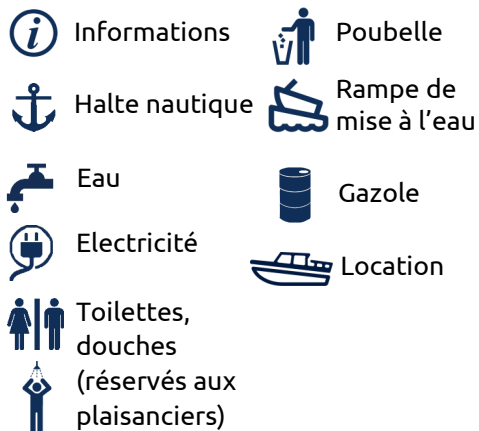 Informations
Halte nautique
Eau
Electricité
Toilettes,
douches
(réservés aux
plaisanciers)
Poubelle
Rampe de
mise à l’eau
Gazole
Location